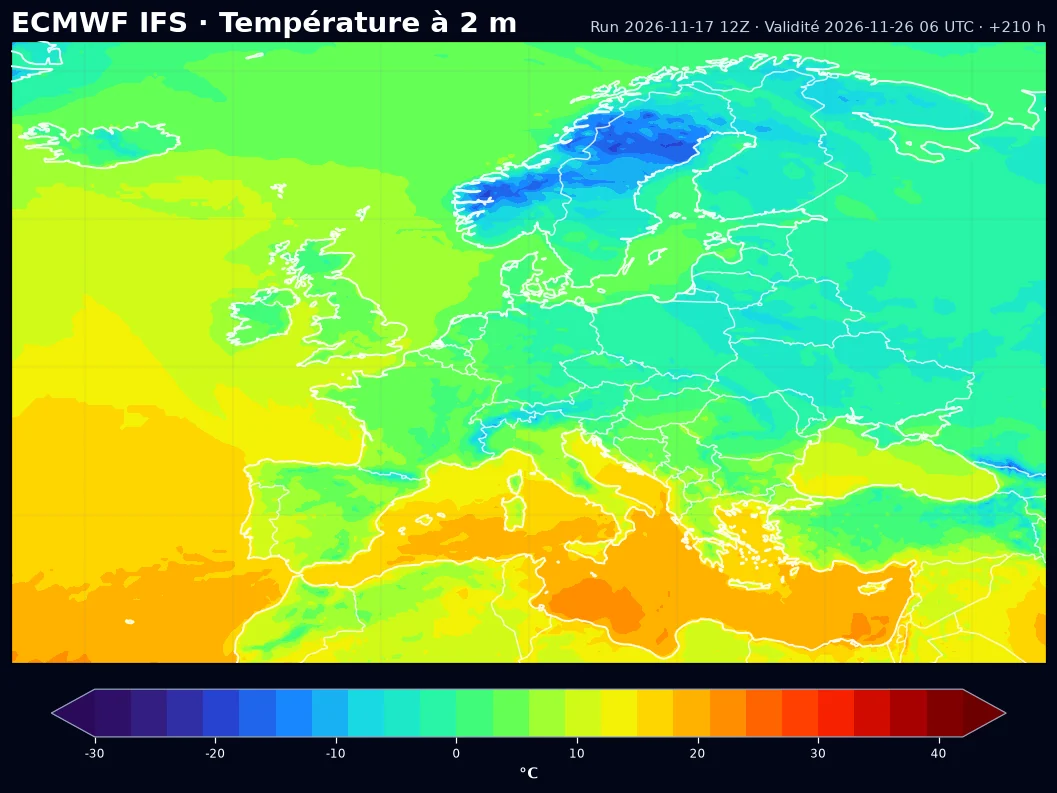 ECMWF IFS · Température à 2 m
Run 2026-11-17 12Z · Validité 2026-11-26 06 UTC · +210 h
-30 -20 -10 0 10 20 30 40
°C